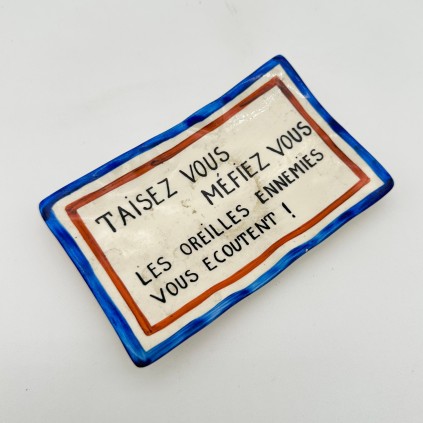 TAISEZ VOUS
MÉFIEZ VOUS
LES OREILLES ENNEMIES
VOUS ECOUTENT !